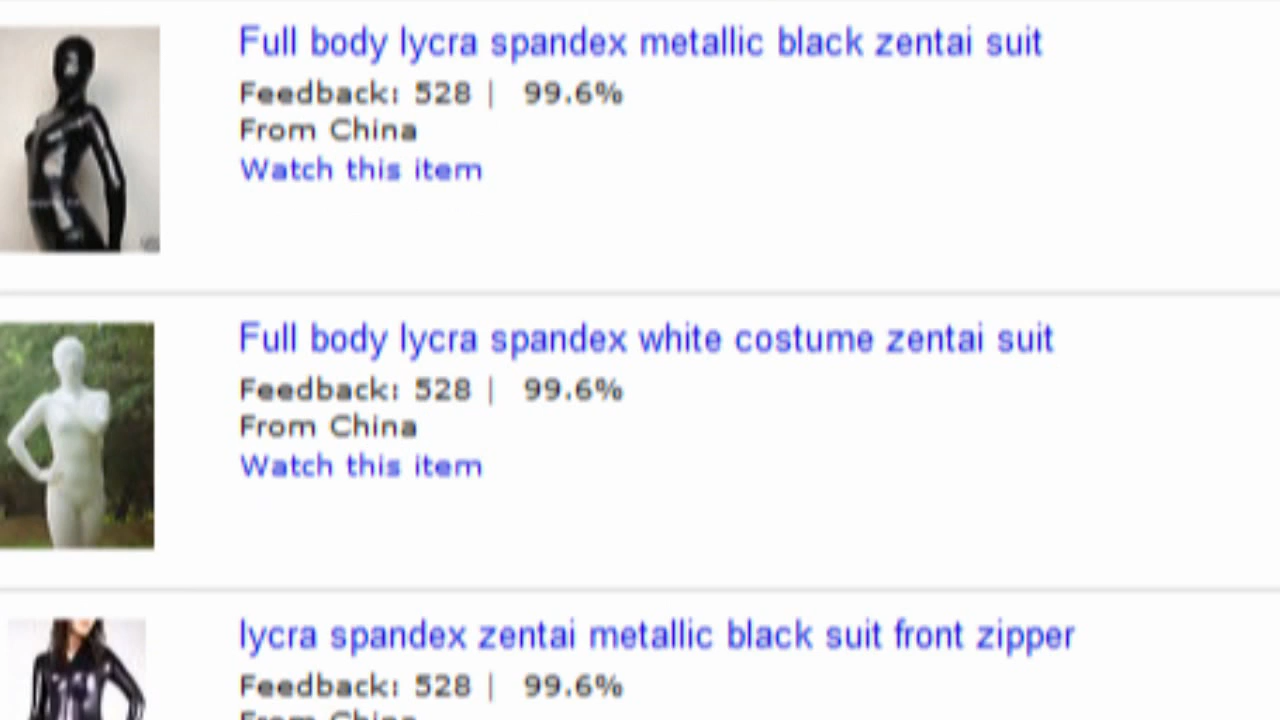 Full body lycra spandex metallic black zentai suit
Feedback: 528 | 99.6%
From China
Watch this item
Full body lycra spandex white costume zentai suit
Feedback: 528 | 99.6%
From China
Watch this item
lycra spandex zentai metallic black suit front zipper
Feedback: 528 | 99.6%
From China